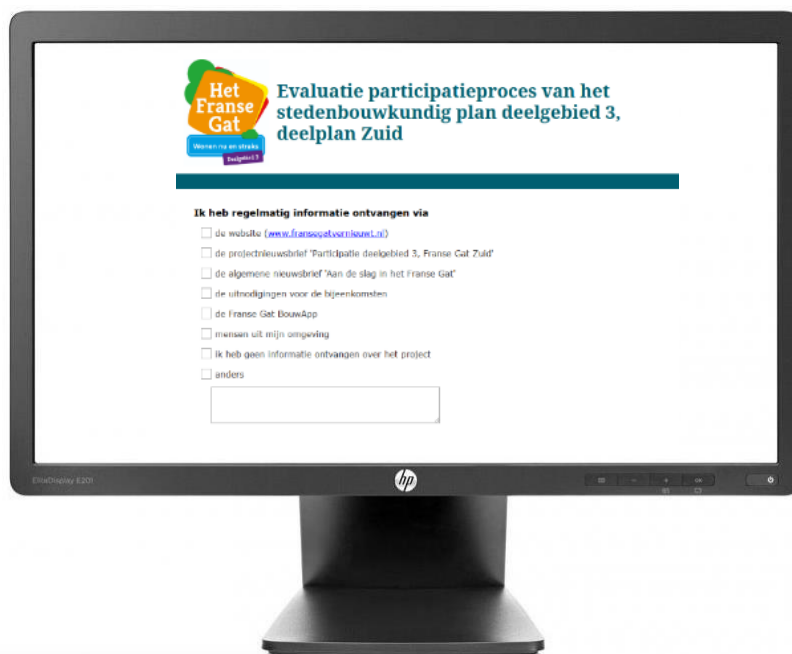 Het
Franse
Gat
Wonen nu en straks
Deelgebied 3
Evaluatie participatieproces van het
stedenbouwkundig plan deelgebied 3,
deelplan Zuid
Ik heb regelmatig informatie ontvangen via
de website (www.fransegatvernieuwt.nl)
de projectnieuwsbrief 'Participatie deelgebied 3, Franse Gat Zuid'
de algemene nieuwsbrief 'Aan de slag in het Franse Gat'
de uitnodigingen voor de bijeenkomsten
de Franse Gat BouwApp
mensen uit mijn omgeving
ik heb geen informatie ontvangen over het project
anders
EliteDisplay E201
hp